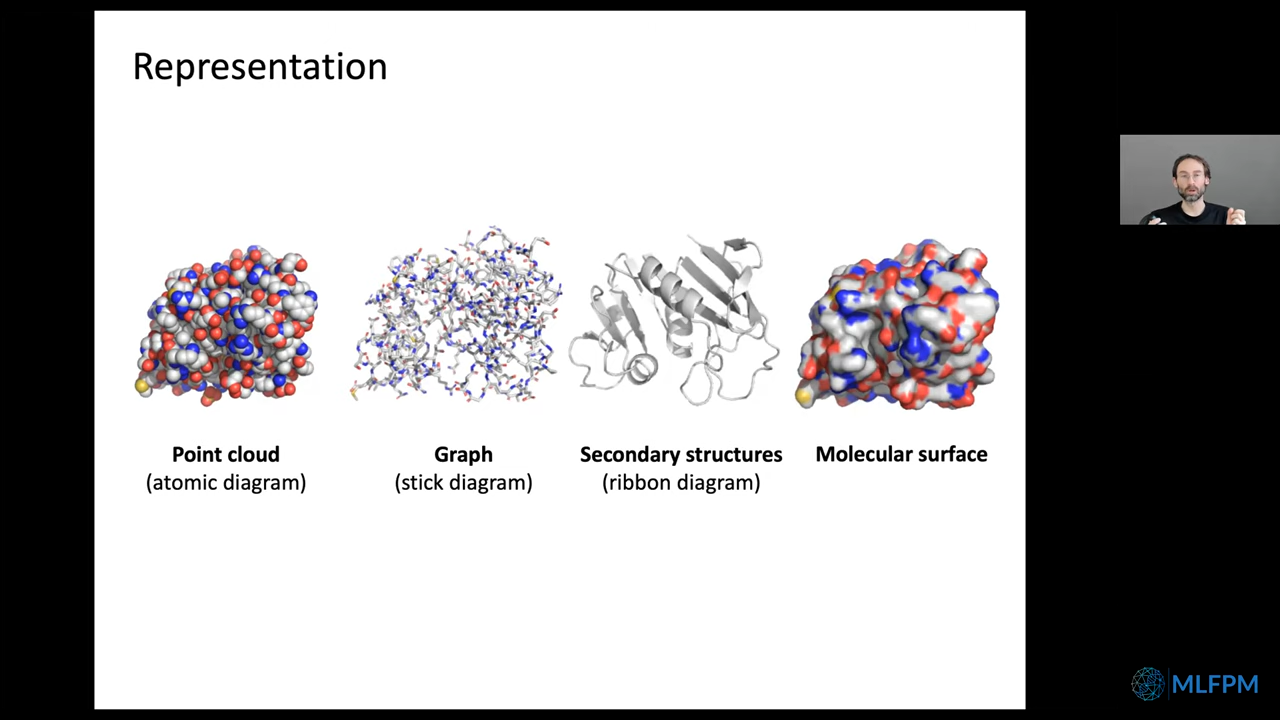 Representation
Point cloud
(atomic diagram)
Graph
(stick diagram)
Secondary structures
(ribbon diagram)
Molecular surface
MLFPM